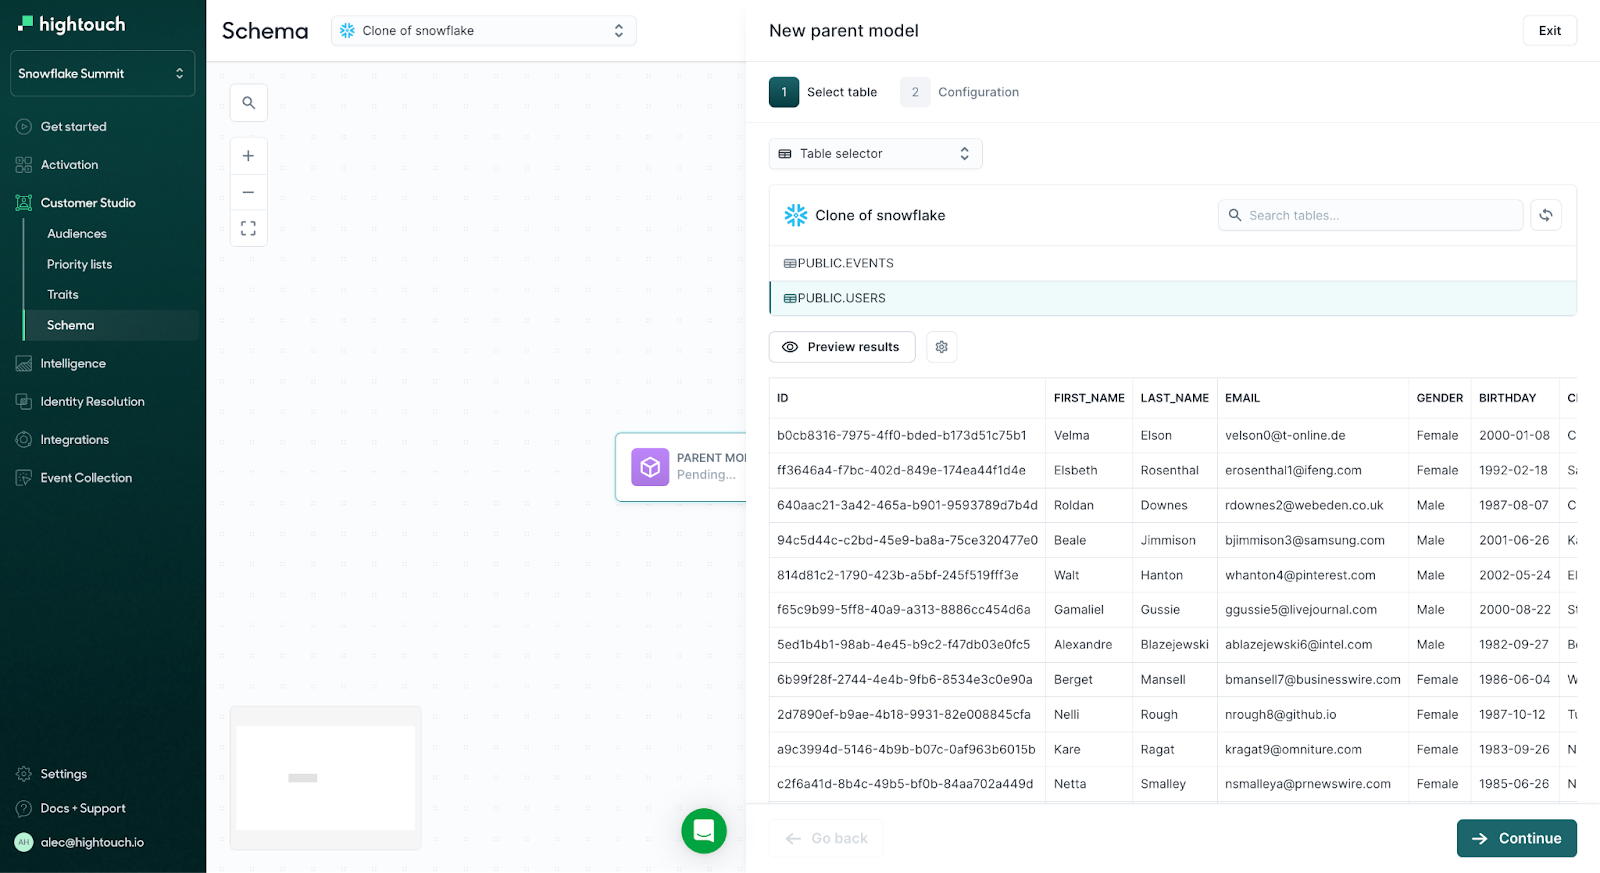 hightouch
Snowflake Summit
Get started
Activation
Customer Studio
Audiences
Priority lists
Traits
Schema
Intelligence
Identity Resolution
Integrations
Event Collection
Settings
Docs + Support
AH alec@hightouch.io
Schema
Clone of snowflake
PARENT MO
Pending...
New parent model
Exit
1 Select table 2 Configuration
Table selector
Clone of snowflake
Search tables...
PUBLIC.EVENTS
PUBLIC.USERS
Preview results
ID FIRST_NAME LAST_NAME EMAIL GENDER BIRTHDAY
b0cb8316-7975-4ff0-bded-b173d51c75b1 Velma Elson velson0@t-online.de Female 2000-01-08 C
ff3646a4-f7bc-402d-849e-174ea44f1d4e Elsbeth Rosenthal erosenthal1@ifeng.com Female 1992-02-18 Sa
640aac21-3a42-465a-b901-9593789d7b4d Roldan Downes rdownes2@webeden.co.uk Male 1987-08-07 C
94c5d44c-c2bd-45e9-ba8a-75ce320477e0 Beale Jimmison bjimmison3@samsung.com Male 2001-06-26 Ka
814d81c2-1790-423b-a5bf-245f519fff3e Walt Hanton whanton4@pinterest.com Male 2002-05-24 El
f65c9b99-5ff8-40a9-a313-8886cc454d6a Gamaliel Gussie ggussie5@livejournal.com Male 2000-08-22 St
5ed1b4b1-98ab-4e45-b9c2-f47db03e0fc5 Alexandre Blazejewski ablazejewski6@intel.com Male 1982-09-27 Be
6b99f28f-2744-4e4b-9fb6-8534e3c0e90a Berget Mansell bmansell7@businesswire.com Female 1986-06-04 W
2d7890ef-b9ae-4b18-9931-82e008845cfa Nelli Rough nrough8@github.io Female 1987-10-12 Tu
a9c3994d-5146-4b9b-b07c-0af963b6015b Kare Ragat kragat9@omniture.com Female 1983-09-26 N
c2f6a41d-8b4c-49b5-bf0b-84aa702a449d Netta Smalley nsmalleya@prnewswire.com Female 1985-06-26 N
Go back
Continue